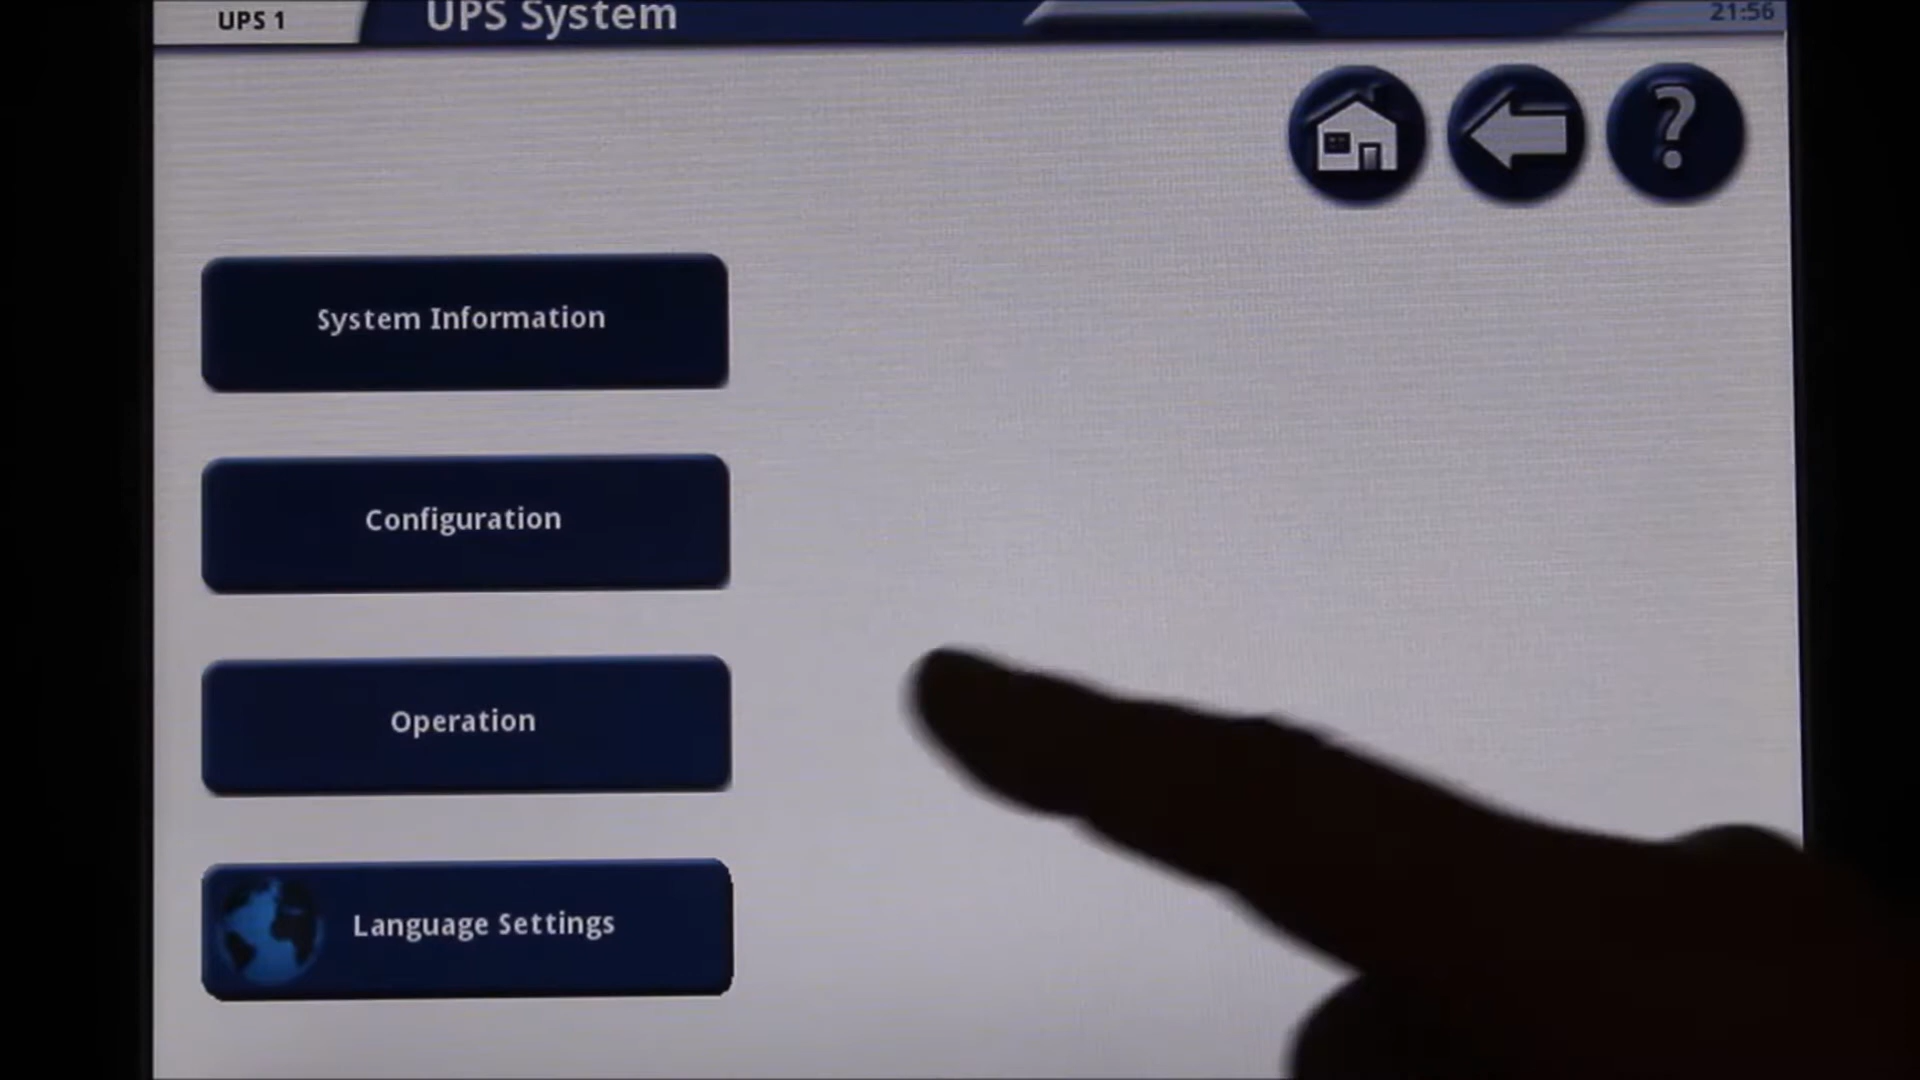 UPS 1
UPS System
21:56
System Information
Configuration
Operation
Language Settings